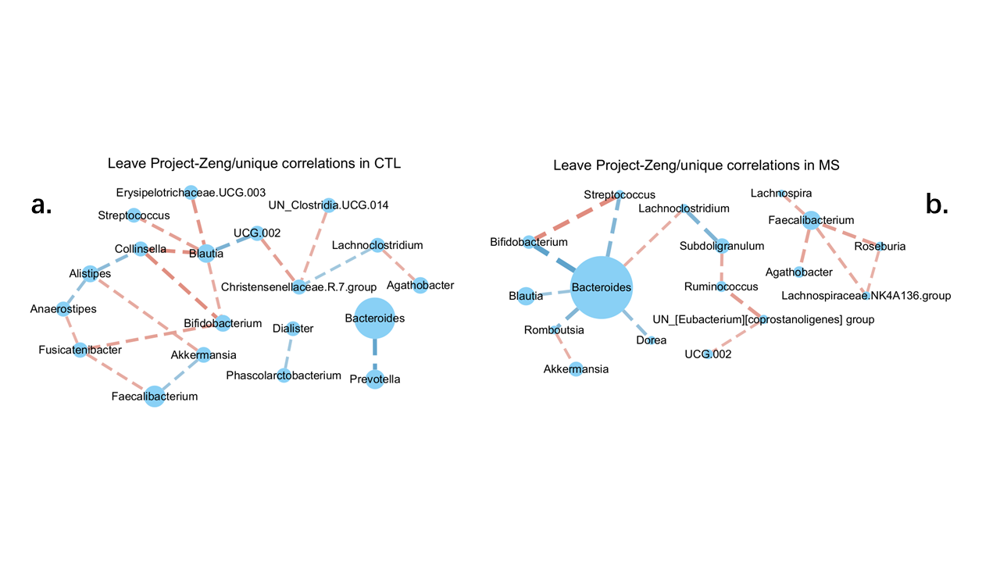 Leave Project-Zeng/unique correlations in CTL
a.
Erysipelotrichaceae.UCG.003
UN_Clostridia.UCG.014
Streptococcus
UCG.002
Collinsella
Blautia
Lachnoclostridium
Alistipes
Christensenellaceae.R.7.group
Agathobacter
Anaerostipes
Bacteroides
Bifidobacterium
Dialister
Fusicatenibacter
Akkermansia
Phascolarctobacterium
Prevotella
Faecalibacterium
Leave Project-Zeng/unique correlations in MS
b.
Streptococcus
Lachnospira
Lachnoclostridium
Faecalibacterium
Bifidobacterium
Subdoligranulum
Roseburia
Agathobacter
Bacteroides
Ruminococcus
Blautia
Lachnospiraceae.NK4A136.group
UN_[Eubacterium][coprostanoligenes] group
Romboutsia
Dorea
UCG.002
Akkermansia